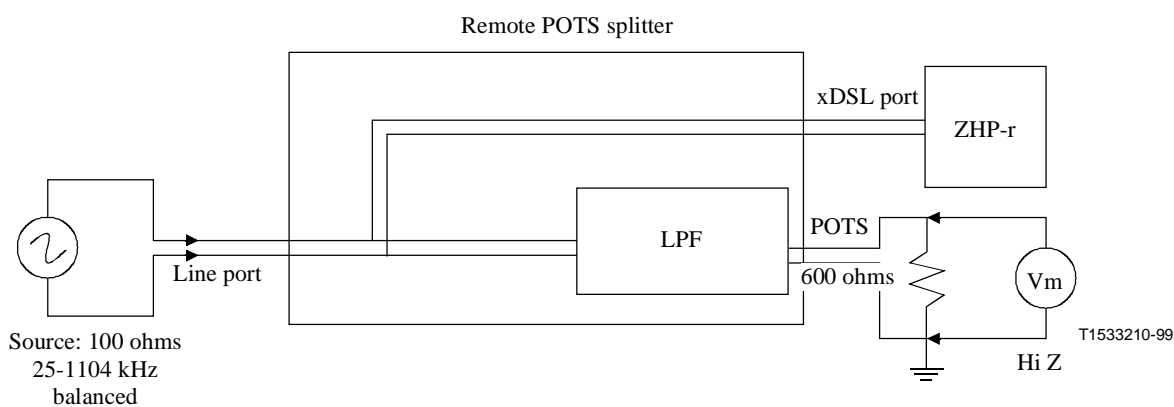 Remote POTS splitter
xDSL port
ZHP-r
LPF
POTS
600 ohms
Vm
Line port
Source: 100 ohms
25-1104 kHz
balanced
Hi Z
T1533210-99